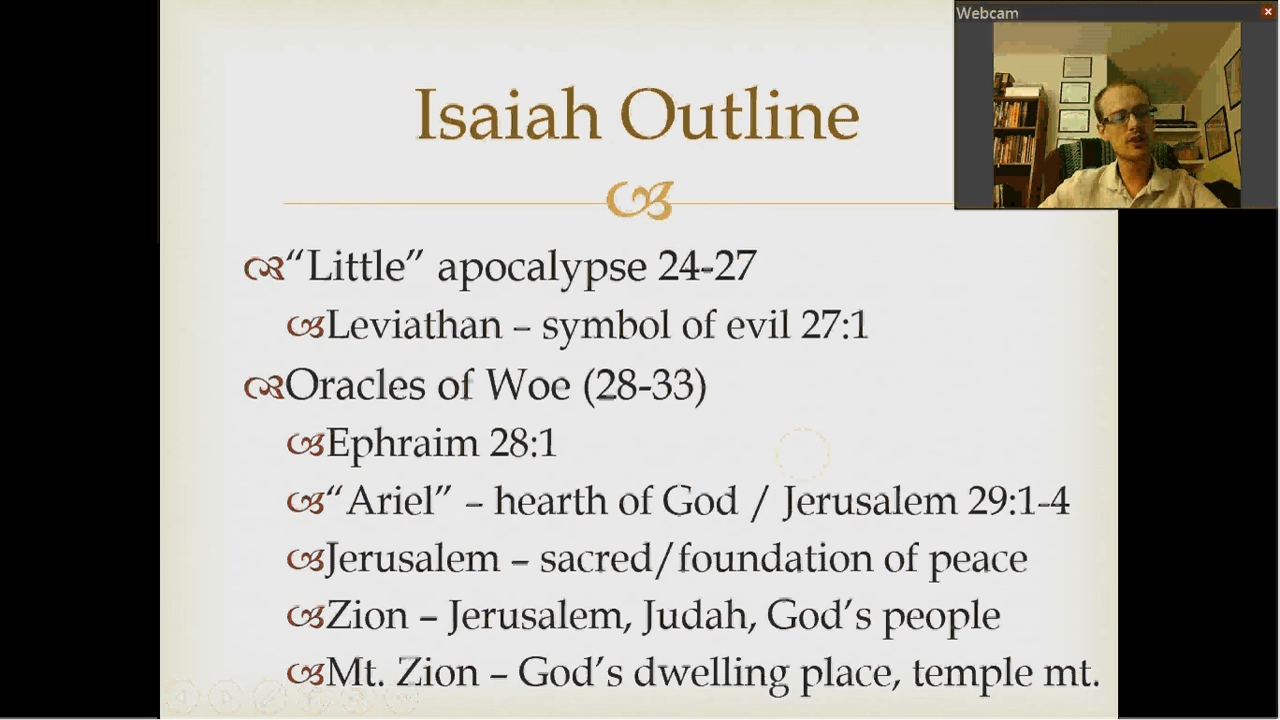 Webcam
Isaiah Outline
“Little” apocalypse 24-27
Leviathan – symbol of evil 27:1
Oracles of Woe (28-33)
Ephraim 28:1
“Ariel” – hearth of God / Jerusalem 29:1-4
Jerusalem – sacred/foundation of peace
Zion – Jerusalem, Judah, God’s people
Mt. Zion – God’s dwelling place, temple mt.